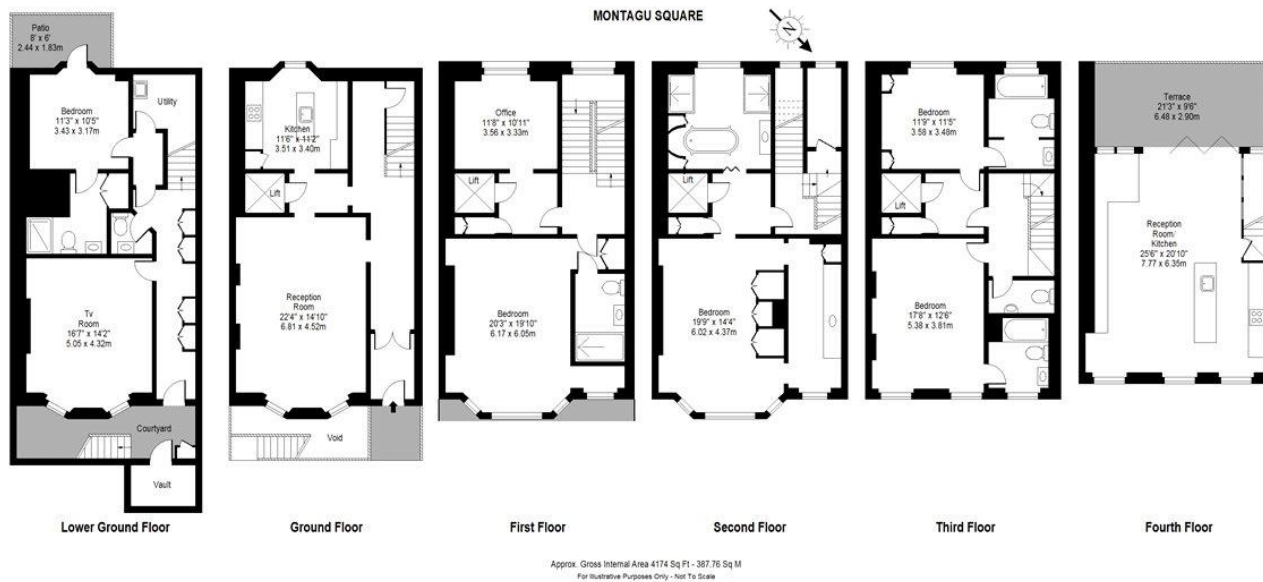 MONTAGU SQUARE
N
Patio
8' x 6'
2.44 x 1.83m
Bedroom
11'3" x 10'5"
3.43 x 3.17m
Utility
Tv
Room
16'7" x 14'2"
5.05 x 4.32m
Courtyard
Vault
Lower Ground Floor
Kitchen
11'6" x 11'2"
3.51 x 3.40m
Lift
Reception
Room
22'4" x 14'10"
6.81 x 4.52m
Void
Ground Floor
Office
11'8" x 10'11"
3.56 x 3.33m
Lift
Bedroom
20'3" x 19'10"
6.17 x 6.05m
First Floor
Lift
Bedroom
19'9" x 14'4"
6.02 x 4.37m
Second Floor
Bedroom
11'9" x 11'5"
3.58 x 3.48m
Lift
Bedroom
17'8" x 12'6"
5.38 x 3.81m
Third Floor
Terrace
21'3" x 9'6"
6.48 x 2.90m
Reception
Room/
Kitchen
25'6" x 20'10"
7.77 x 6.35m
Fourth Floor
Approx. Gross Internal Area 4174 Sq Ft - 387.76 Sq M
For Illustrative Purposes Only - Not To Scale